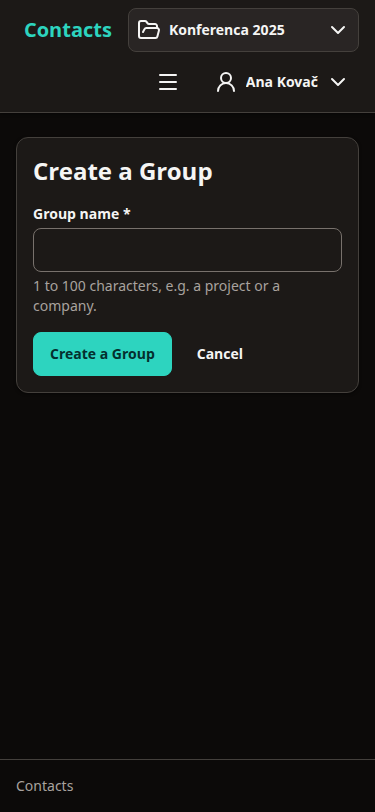 Contacts
Konferenca 2025
Ana Kovač
Create a Group
Group name *
1 to 100 characters, e.g. a project or a
company.
Create a Group
Cancel
Contacts